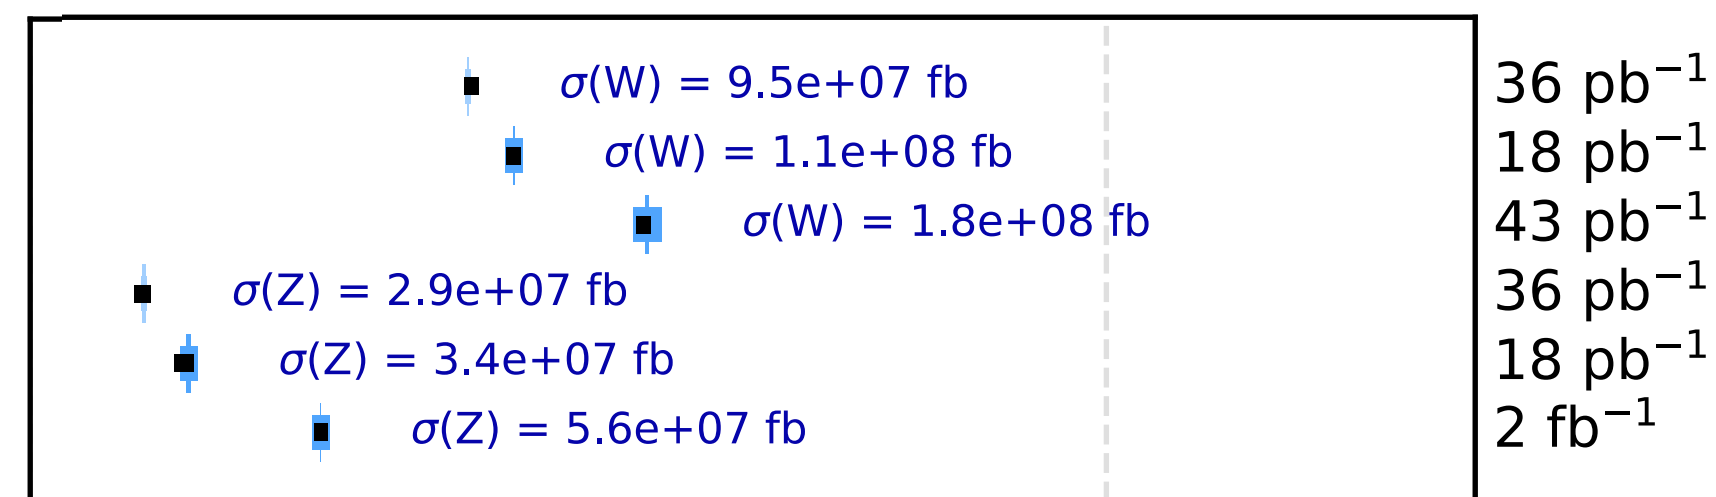 σ(W) = 9.5e+07 fb 36 pb⁻¹
σ(W) = 1.1e+08 fb 18 pb⁻¹
σ(W) = 1.8e+08 fb 43 pb⁻¹
σ(Z) = 2.9e+07 fb 36 pb⁻¹
σ(Z) = 3.4e+07 fb 18 pb⁻¹
σ(Z) = 5.6e+07 fb 2 fb⁻¹